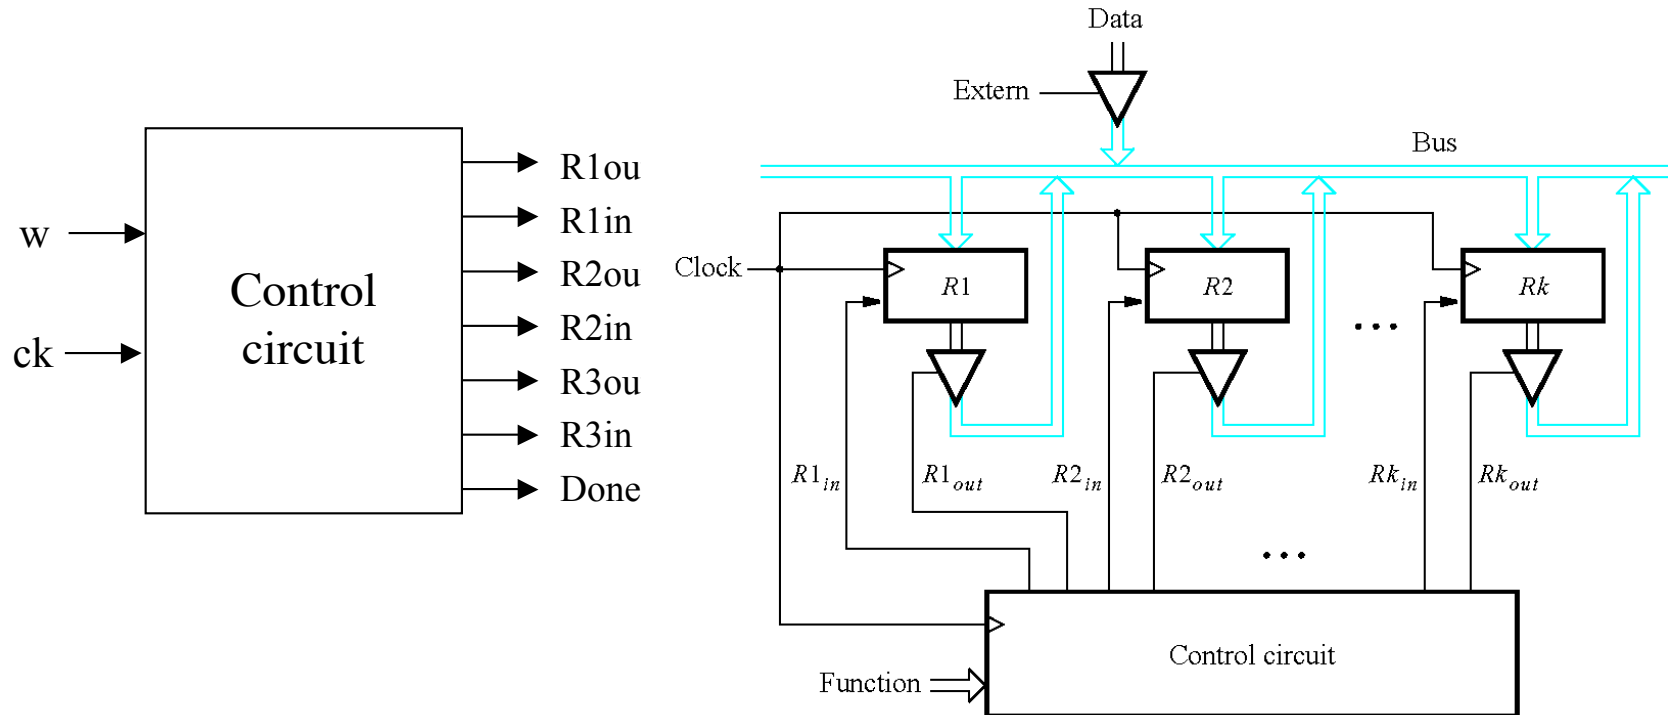 w
ck
Control
circuit
R1ou
R1in
R2ou
R2in
R3ou
R3in
Done
Data
Extern
Bus
Clock
R1
R2
Rk
...
R1in
R1out
R2in
R2out
Rkin
Rkout
...
Control circuit
Function